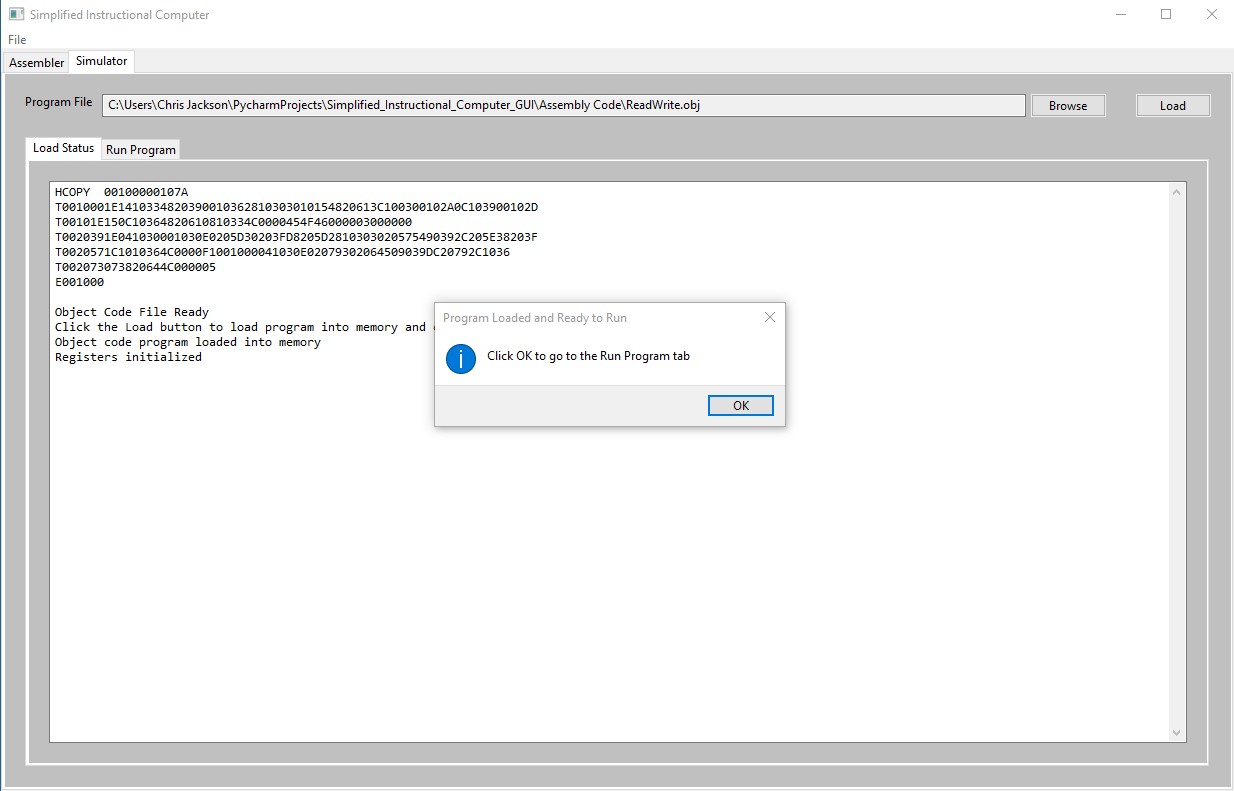 Simplified Instructional Computer
File
Assembler Simulator
Program File C:\Users\Chris Jackson\PycharmProjects\Simplified_Instructional_Computer_GUI\Assembly Code\ReadWrite.obj Browse Load
Load Status Run Program
HCOPY  00100000107A
T0010001E1410334820390010362810303010154820613C100300102A0C103900102D
T00101E150C10364820610810334C0000454F46000003000000
T0020391E041030001030E0205D30203FD8205D2810303020575490392C205E38203F
T0020571C1010364C0000F1001000041030E02079302064509039DC20792C1036
T002073073820644C000005
E001000
Object Code File Ready
Click the Load button to load program into memory and
Object code program loaded into memory
Registers initialized
Program Loaded and Ready to Run
Click OK to go to the Run Program tab
OK